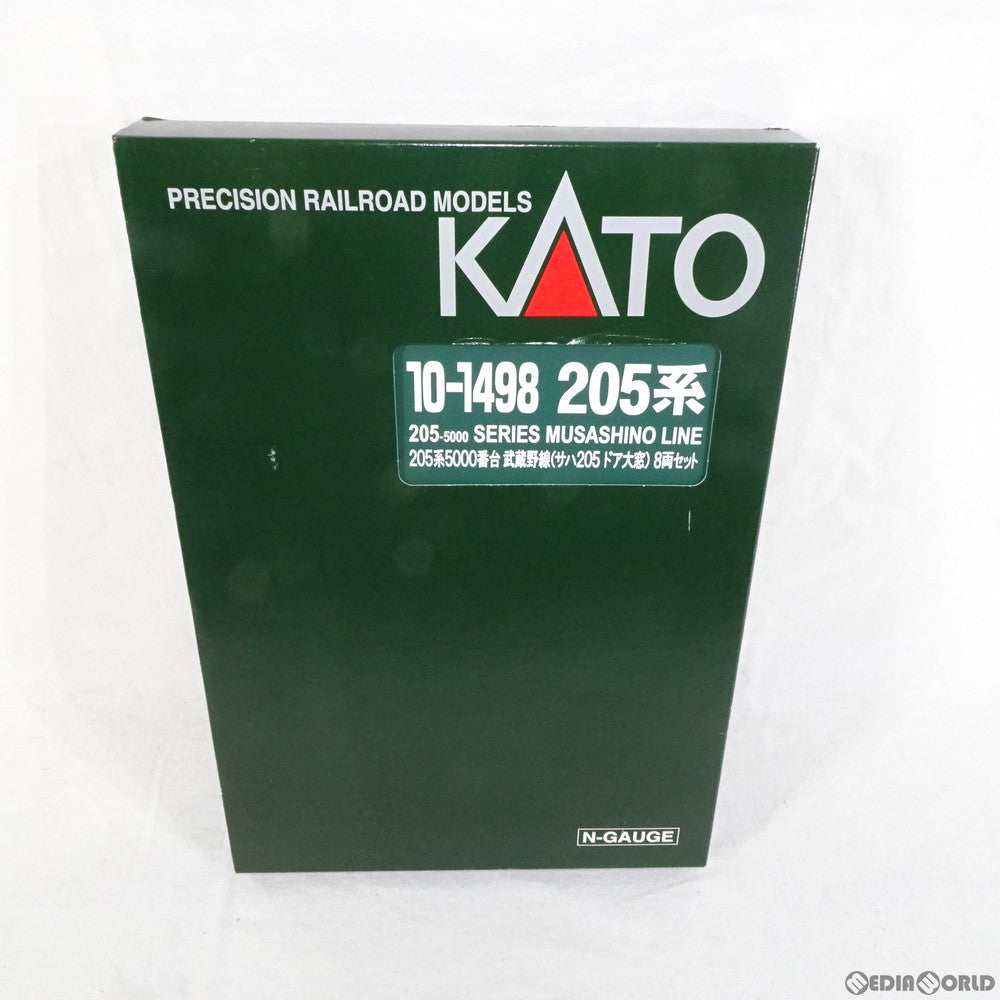 PRECISION RAILROAD MODELS
KATO
10-1498 205系
205-5000 SERIES MUSASHINO LINE
205系5000番台 武蔵野線(サハ205 ドア大窓) 8両セット
N-GAUGE
MEDIAWORLD